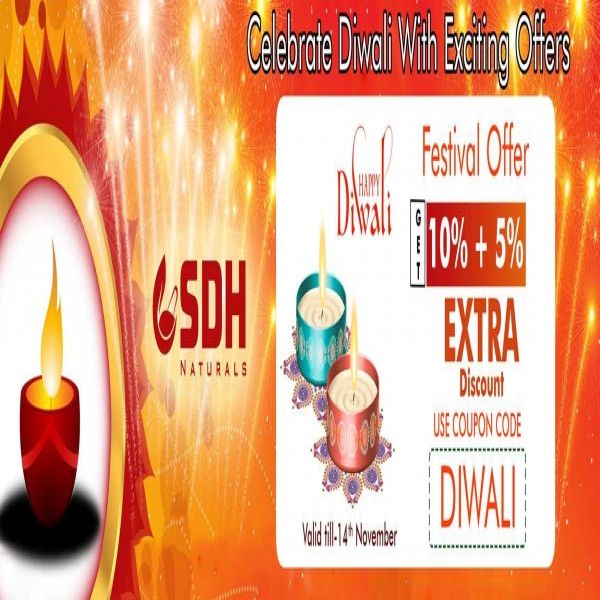 Celebrate Diwali With Exciting Offers
HAPPY
Diwali
Festival Offer
GET
10% + 5%
EXTRA
Discount
USE COUPON CODE
DIWALI
Valid till-14th November
SDH
NATURALS